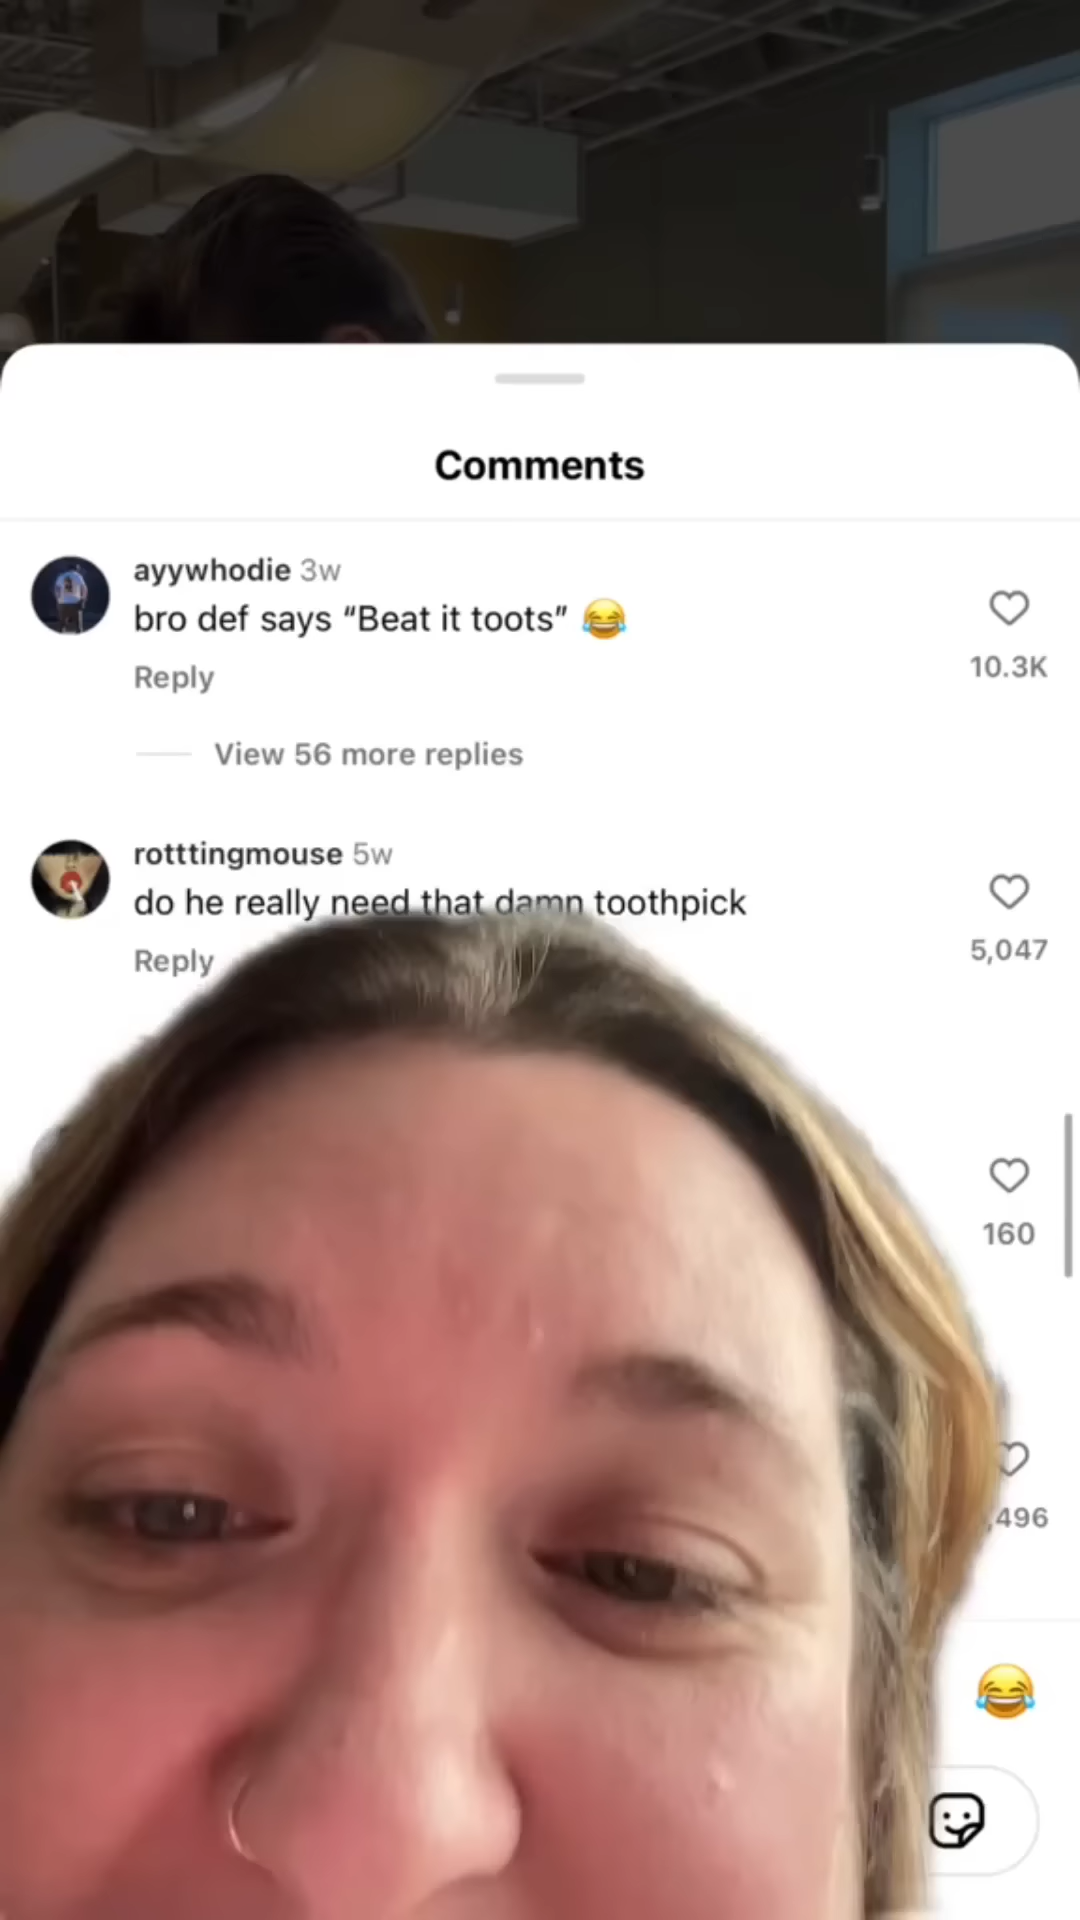 Comments
ayywhodie 3w
bro def says “Beat it toots” 😂
10.3K
Reply
View 56 more replies
rotttingmouse 5w
do he really need that damn toothpick
5,047
Reply
160
,496
😂